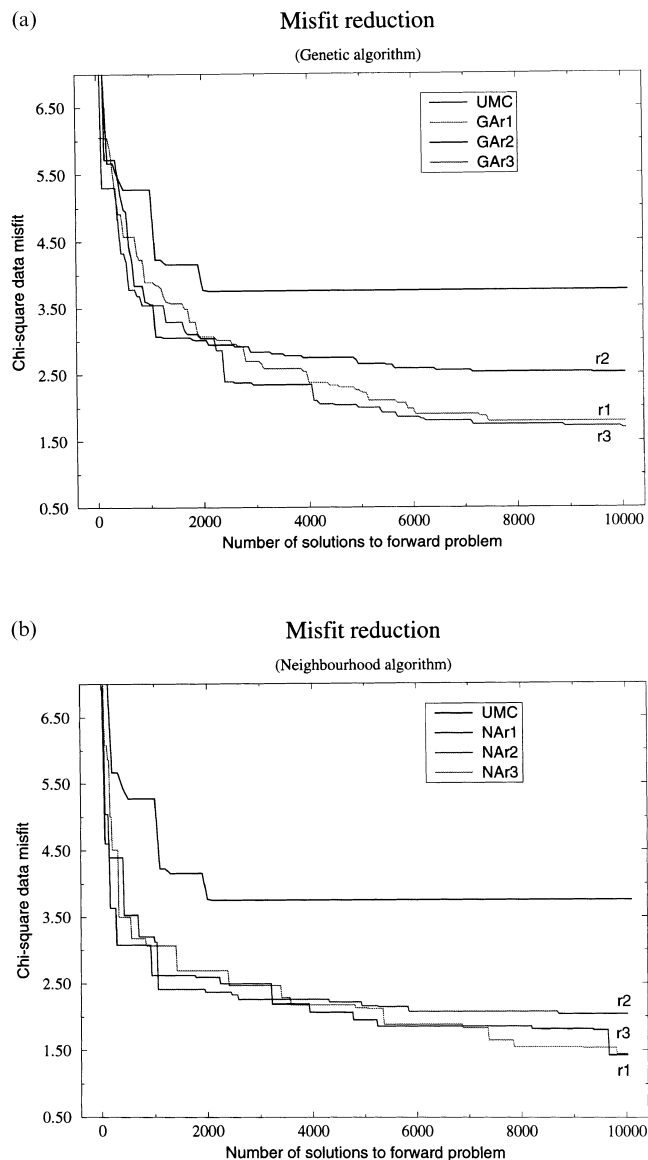 (a)
Misfit reduction
(Genetic algorithm)
UMC
GAr1
GAr2
GAr3
6.50
5.50
4.50
3.50
2.50
1.50
0.50
Chi-square data misfit
r2
r1
r3
0 2000 4000 6000 8000 10000
Number of solutions to forward problem
(b)
Misfit reduction
(Neighbourhood algorithm)
UMC
NAr1
NAr2
NAr3
6.50
5.50
4.50
3.50
2.50
1.50
0.50
Chi-square data misfit
r2
r3
r1
0 2000 4000 6000 8000 10000
Number of solutions to forward problem